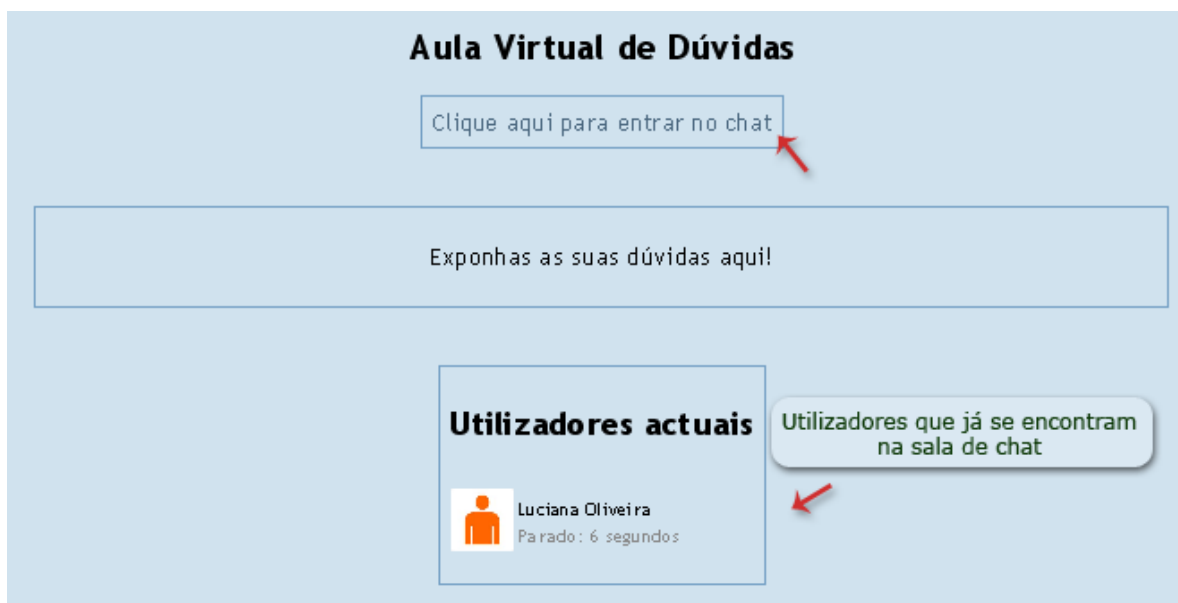 Aula Virtual de Dúvidas
Clique aqui para entrar no chat
Exponhas as suas dúvidas aqui!
Utilizadores actuais
Utilizadores que já se encontram
na sala de chat
Luciana Oliveira
Parado: 6 segundos